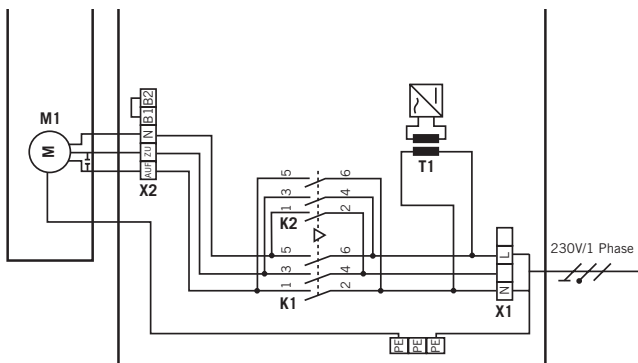 M1
M
B2
B1
N
ZU
AUF
X2
T1
5
6
3
4
1
2
K2
5
6
3
4
1
2
K1
L
N
X1
230V/1 Phase
PE
PE
PE